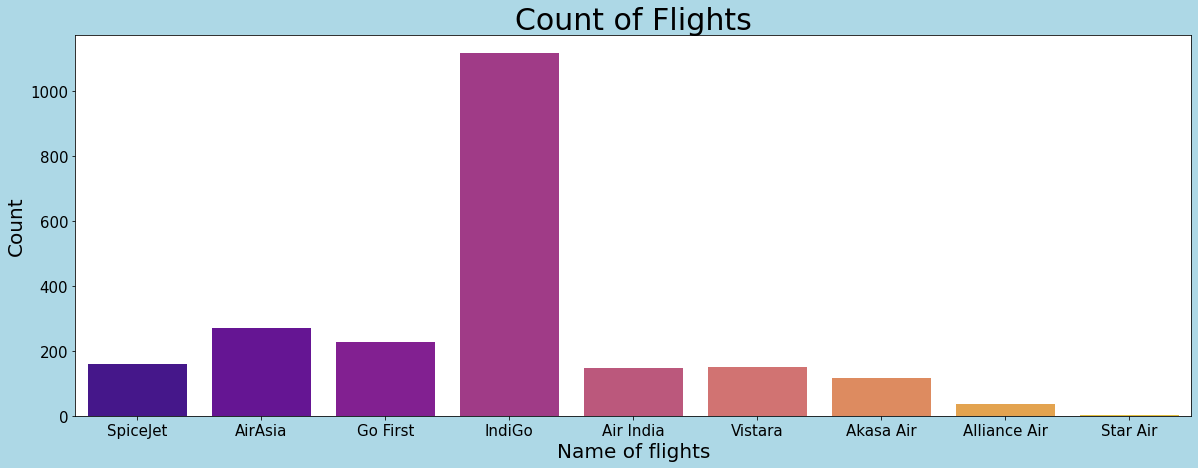 Count of Flights
Count
1000
800
600
400
200
0
SpiceJet AirAsia Go First IndiGo Air India Vistara Akasa Air Alliance Air Star Air
Name of flights